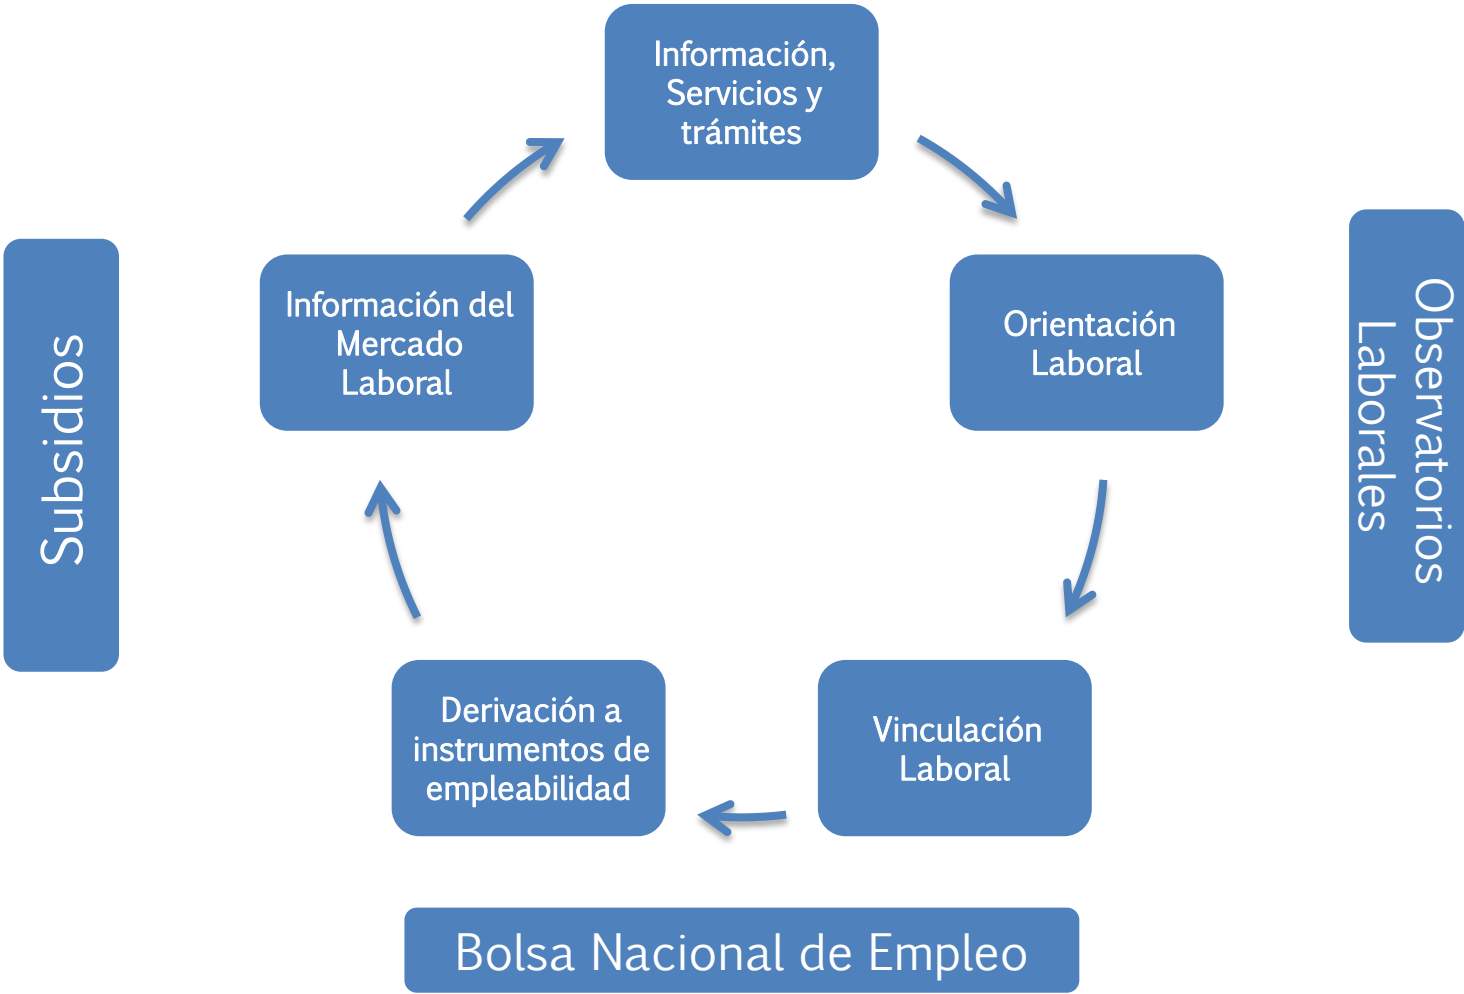 Información,
Servicios y
trámites
Orientación
Laboral
Vinculación
Laboral
Derivación a
instrumentos de
empleabilidad
Información del
Mercado
Laboral
Subsidios
Observatorios
Laborales
Bolsa Nacional de Empleo